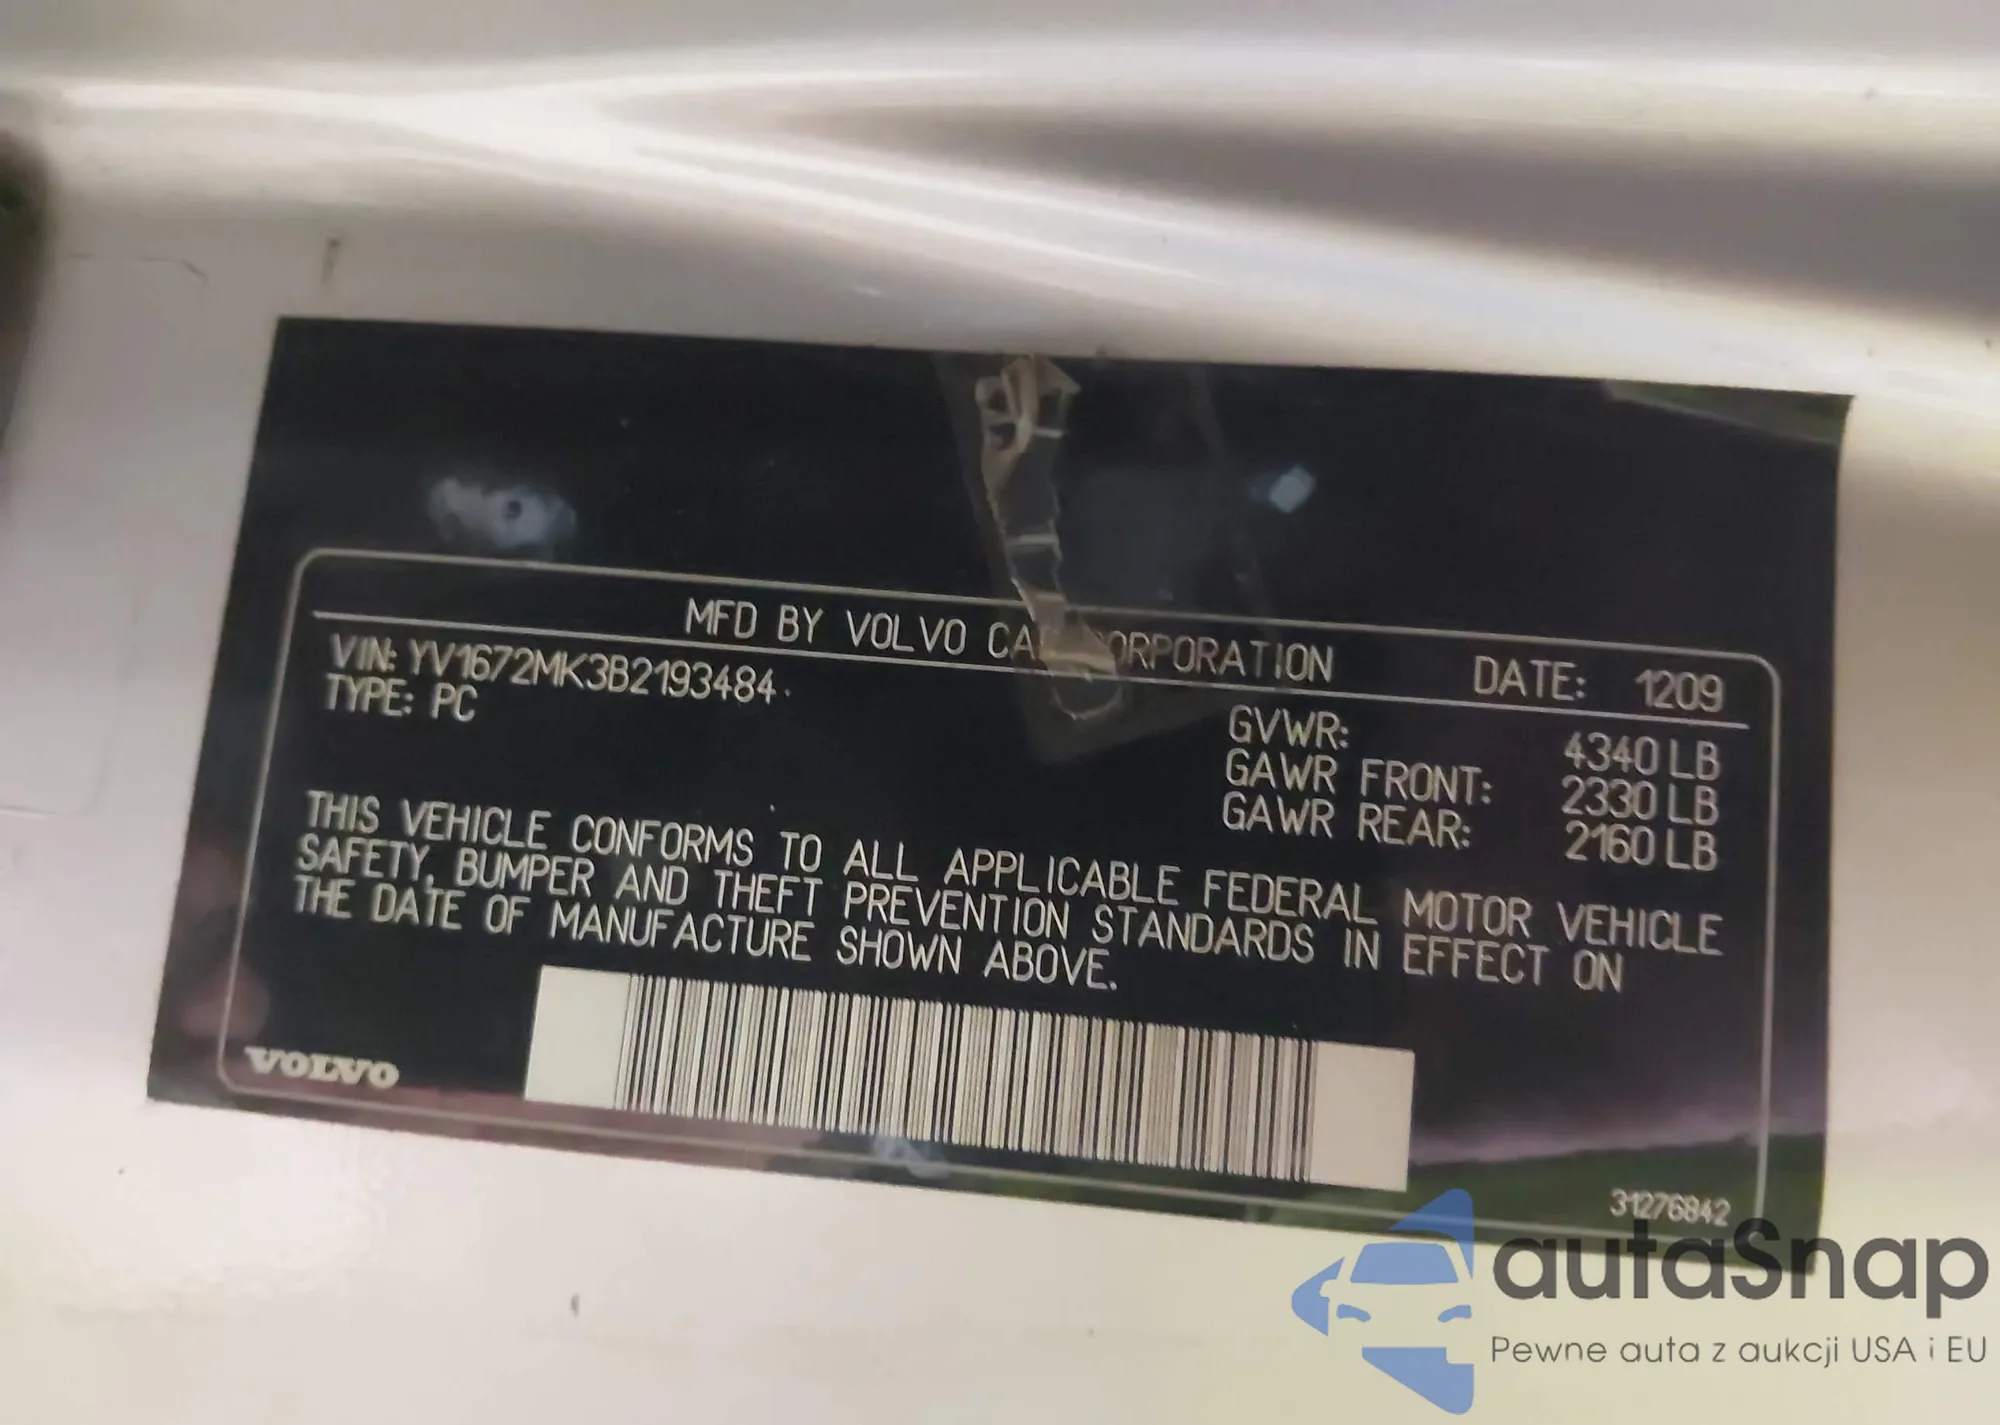 MFD BY VOLVO CAR CORPORATION DATE: 1209
VIN: YV1672MK3B2193484
TYPE: PC
GVWR: 4340 LB
GAWR FRONT: 2330 LB
GAWR REAR: 2160 LB
THIS VEHICLE CONFORMS TO ALL APPLICABLE FEDERAL MOTOR VEHICLE
SAFETY, BUMPER AND THEFT PREVENTION STANDARDS IN EFFECT ON
THE DATE OF MANUFACTURE SHOWN ABOVE.
VOLVO
31276842
autaSnap
Pewne auta z aukcji USA i EU